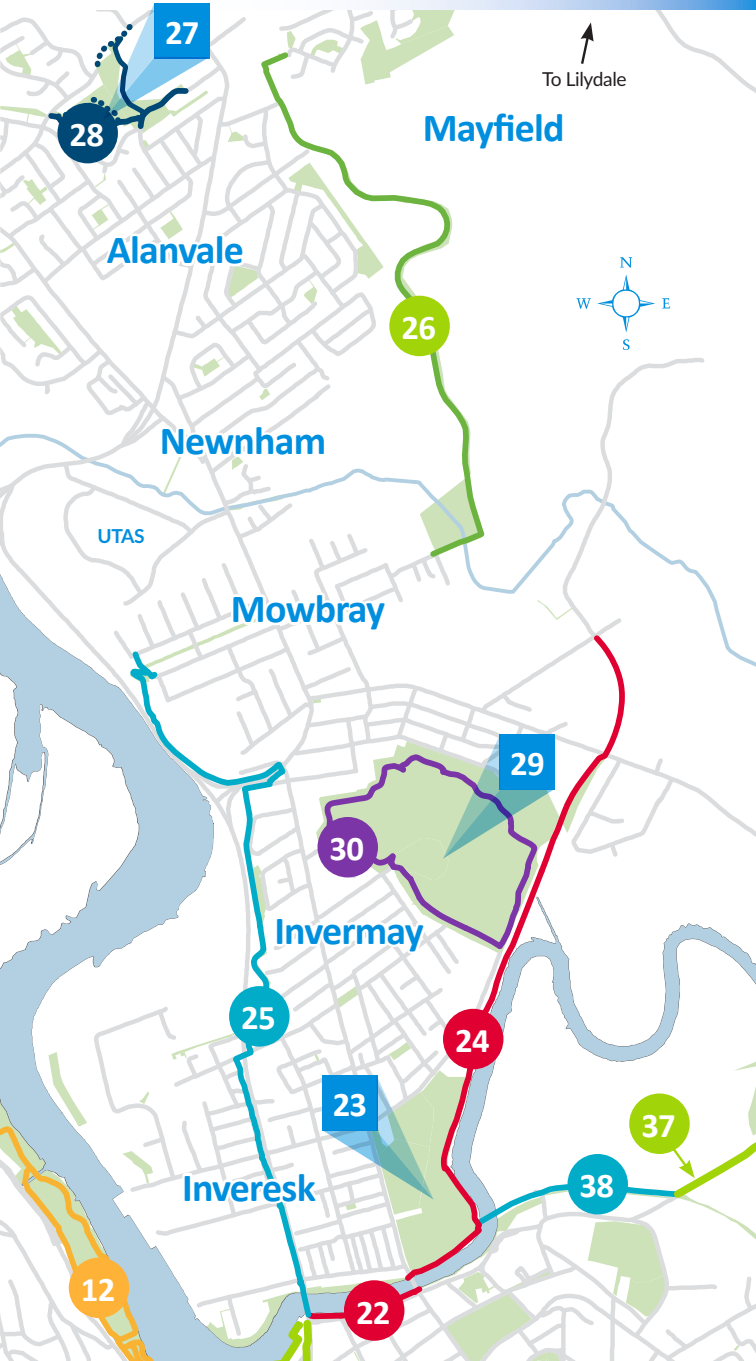 27
To Lilydale
28
Mayfield
Alanvale
N
W E
S
26
Newnham
UTAS
Mowbray
29
30
Invermay
25
24
23
37
38
Inveresk
12
22